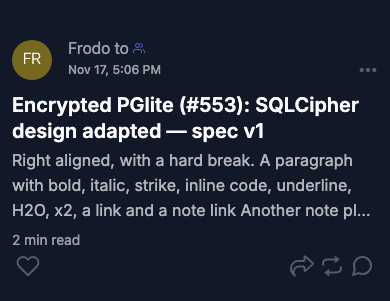 FR
Frodo to
Nov 17, 5:06 PM
Encrypted PGlite (#553): SQLCipher
design adapted — spec v1
Right aligned, with a hard break. A paragraph
with bold, italic, strike, inline code, underline,
H2O, x2, a link and a note link Another note pl...
2 min read